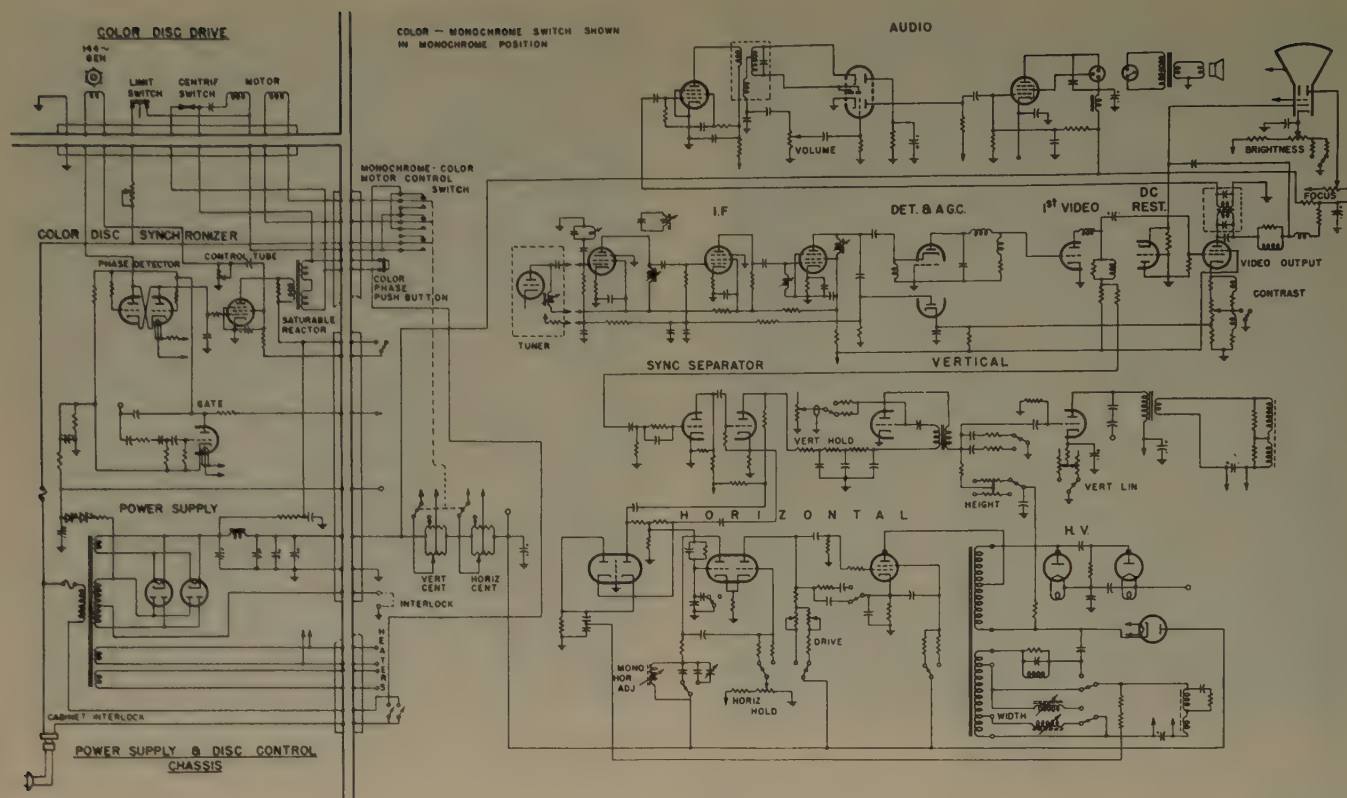 COLOR DISC DRIVE
144~
GEN
LIMIT
SWITCH
CENTRIF
SWITCH
MOTOR
COLOR — MONOCHROME SWITCH SHOWN
IN MONOCHROME POSITION
AUDIO
VOLUME
BRIGHTNESS
FOCUS
MONOCHROME-COLOR
MOTOR CONTROL
SWITCH
I.F
DET. & A.G.C.
1st VIDEO
DC
REST.
VIDEO OUTPUT
CONTRAST
COLOR DISC SYNCHRONIZER
PHASE DETECTOR
CONTROL TUBE
COLOR
PHASE
PUSH BUTTON
SATURABLE
REACTOR
TUNER
SYNC SEPARATOR
VERTICAL
GATE
VERT HOLD
VERT LIN
HEIGHT
POWER SUPPLY
HORIZONTAL
H.V.
VERT
CENT
HORIZ
CENT
INTERLOCK
HEATERS
DRIVE
MONO
HOR
ADJ
HORIZ
HOLD
WIDTH
CABINET INTERLOCK
POWER SUPPLY & DISC CONTROL
CHASSIS